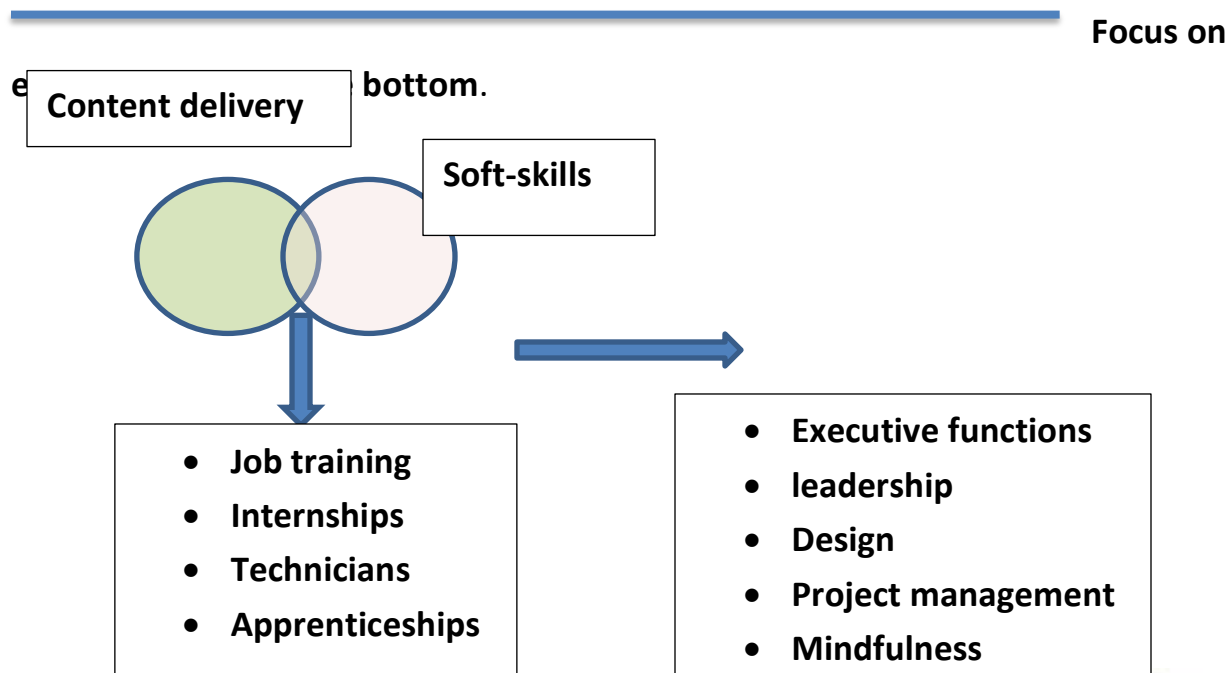 Focus on
bottom.
Content delivery
Soft-skills
• Job training
• Internships
• Technicians
• Apprenticeships
• Executive functions
• leadership
• Design
• Project management
• Mindfulness